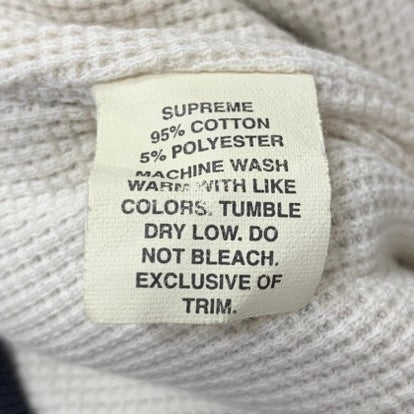 SUPREME
95% COTTON
5% POLYESTER
MACHINE WASH
WARM WITH LIKE
COLORS. TUMBLE
DRY LOW. DO
NOT BLEACH.
EXCLUSIVE OF
TRIM.